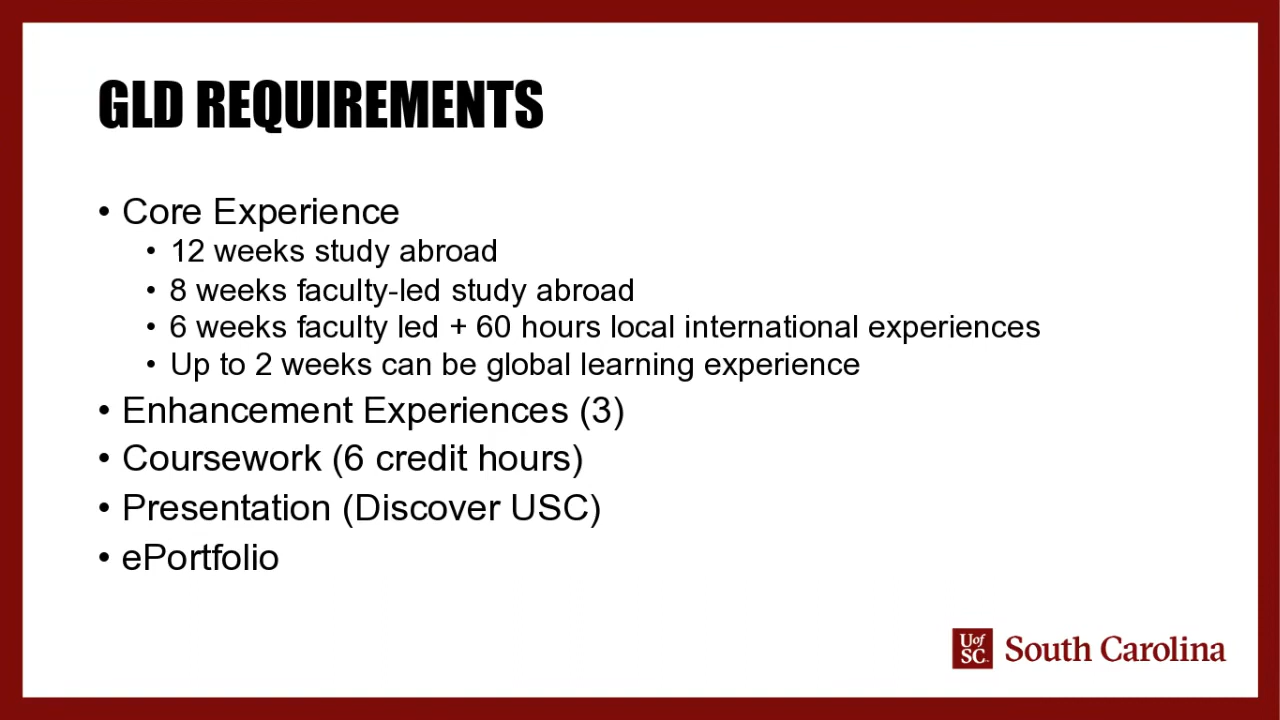 GLD REQUIREMENTS
• Core Experience
• 12 weeks study abroad
• 8 weeks faculty-led study abroad
• 6 weeks faculty led + 60 hours local international experiences
• Up to 2 weeks can be global learning experience
• Enhancement Experiences (3)
• Coursework (6 credit hours)
• Presentation (Discover USC)
• ePortfolio
Uof
SC
South Carolina